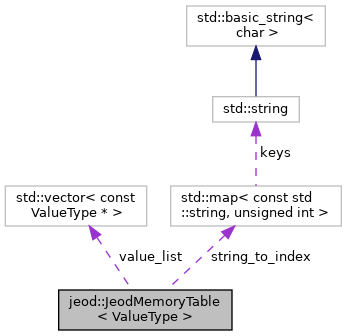 std::basic_string<
char >
std::string
keys
std::vector< const
ValueType * >
std::map< const std
::string, unsigned int >
value_list
string_to_index
jeod::JeodMemoryTable
< ValueType >